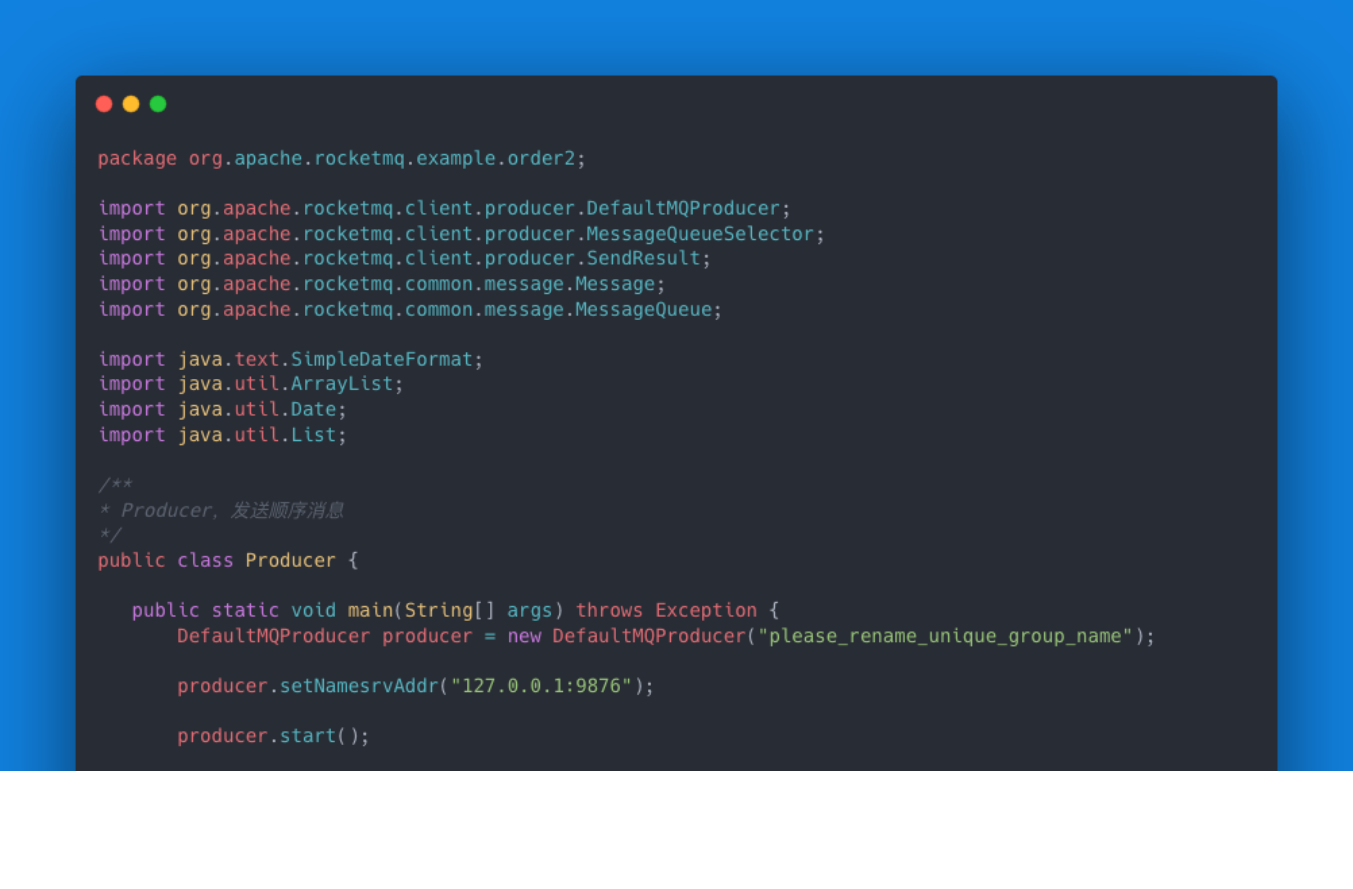 package org.apache.rocketmq.example.order2;
import org.apache.rocketmq.client.producer.DefaultMQProducer;
import org.apache.rocketmq.client.producer.MessageQueueSelector;
import org.apache.rocketmq.client.producer.SendResult;
import org.apache.rocketmq.common.message.Message;
import org.apache.rocketmq.common.message.MessageQueue;
import java.text.SimpleDateFormat;
import java.util.ArrayList;
import java.util.Date;
import java.util.List;
/**
* Producer，发送顺序消息
*/
public class Producer {
public static void main(String[] args) throws Exception {
DefaultMQProducer producer = new DefaultMQProducer("please_rename_unique_group_name");
producer.setNamesrvAddr("127.0.0.1:9876");
producer.start();